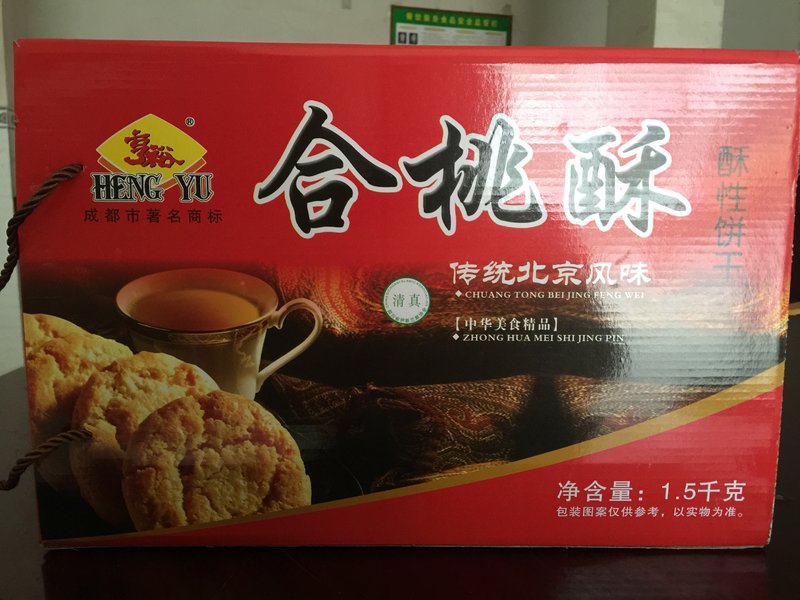 亨裕
®
HENG YU
成都市著名商标
合桃酥
酥性饼干
传统北京风味
◆CHUANG TONG BEI JING FENG WEI
清真
【中华美食精品】
◆ZHONG HUA MEI SHI JING PIN
净含量：1.5千克
包装图案仅供参考，以实物为准。